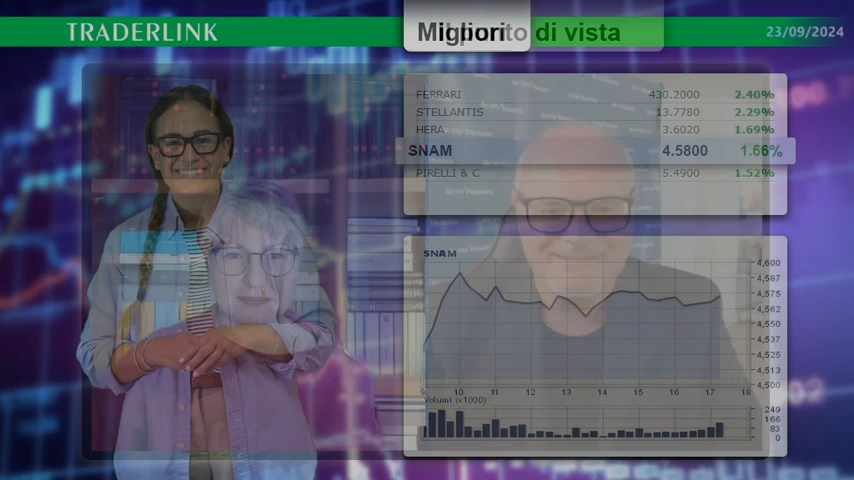 TRADERLINK
23/09/2024
di vista
FERRARI 430.2000 2.40%
STELLANTIS 13.7780 2.29%
HERA 3.6020 1.69%
SNAM 4.5800 1.66%
PIRELLI & C 5.4900 1.52%
SNAM
4,600
4,587
4,575
4,562
4,550
4,537
4,525
4,513
4,500
9 10 11 12 13 14 15 16 17 18
Volumi (x1000)
249
166
83
0